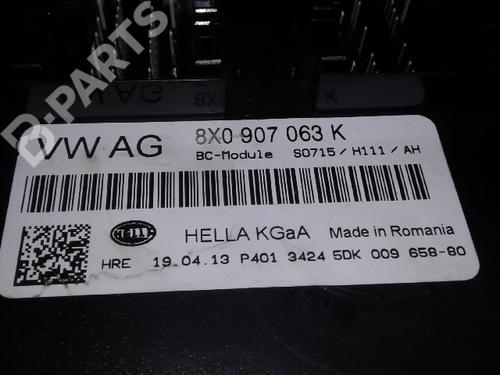 D-PARTS
VW AG
8X0 907 063 K
BC-Module S0715 / H111 / AH
HELLA
HELLA KGaA Made in Romania
HRE 19.04.13 P401 3424 5DK 009 658-80